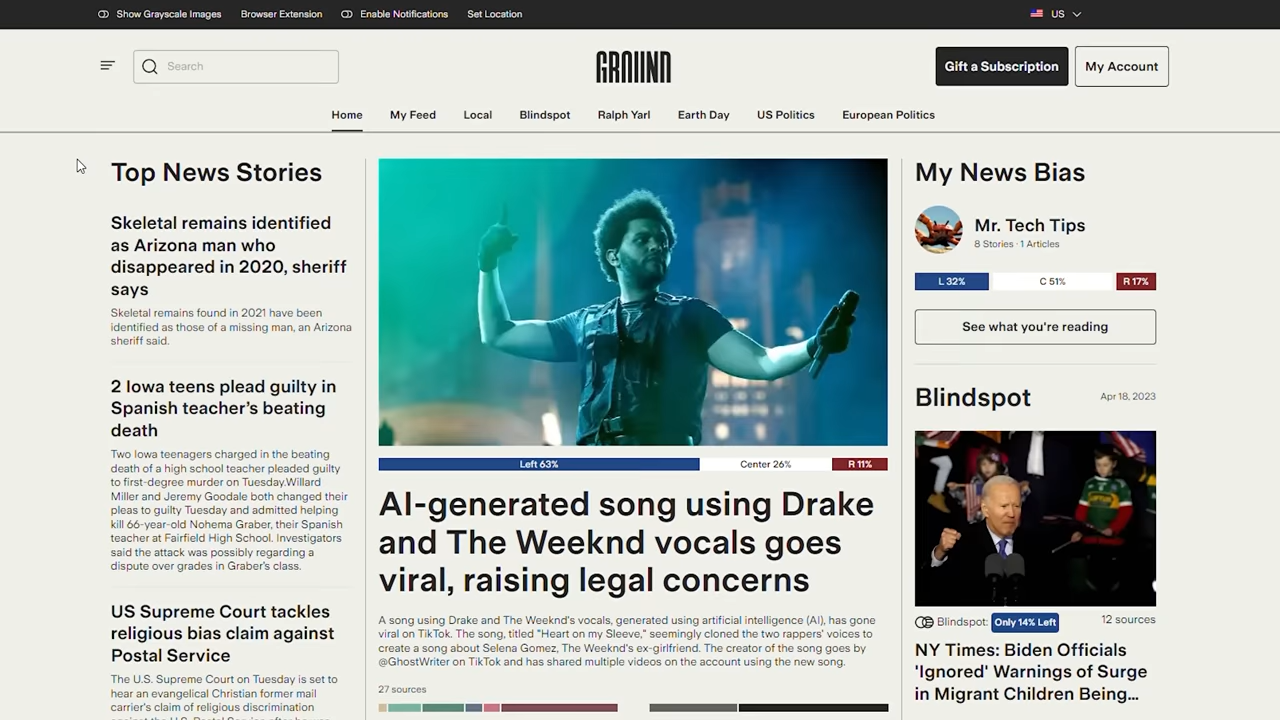 Show Grayscale Images
Browser Extension
Enable Notifications
Set Location
US
Search
GROUND
Gift a Subscription
My Account
Home
My Feed
Local
Blindspot
Ralph Yarl
Earth Day
US Politics
European Politics
Top News Stories
Skeletal remains identified
as Arizona man who
disappeared in 2020, sheriff
says
Skeletal remains found in 2021 have been
identified as those of a missing man, an Arizona
sheriff said.
2 Iowa teens plead guilty in
Spanish teacher’s beating
death
Two Iowa teenagers charged in the beating
death of a high school teacher pleaded guilty
to first-degree murder on Tuesday.Willard
Miller and Jeremy Goodale both changed their
pleas to guilty Tuesday and admitted helping
kill 66-year-old Nohema Graber, their Spanish
teacher at Fairfield High School. Investigators
said the attack was possibly regarding a
dispute over grades in Graber’s class.
US Supreme Court tackles
religious bias claim against
Postal Service
The U.S. Supreme Court on Tuesday is set to
hear an evangelical Christian former mail
carrier's claim of religious discrimination
against the U.S. Postal Service after he was
Left 63%
Center 26%
R 11%
AI-generated song using Drake
and The Weeknd vocals goes
viral, raising legal concerns
A song using Drake and The Weeknd's vocals, generated using artificial intelligence (AI), has gone
viral on TikTok. The song, titled "Heart on my Sleeve," seemingly cloned the two rappers' voices to
create a song about Selena Gomez, The Weeknd's ex-girlfriend. The creator of the song goes by
@GhostWriter on TikTok and has shared multiple videos on the account using the new song.
27 sources
My News Bias
Mr. Tech Tips
8 Stories · 1 Articles
L 32%
C 51%
R 17%
See what you're reading
Blindspot
Apr 18, 2023
Blindspot:
Only 14% Left
12 sources
NY Times: Biden Officials
'Ignored' Warnings of Surge
in Migrant Children Being...